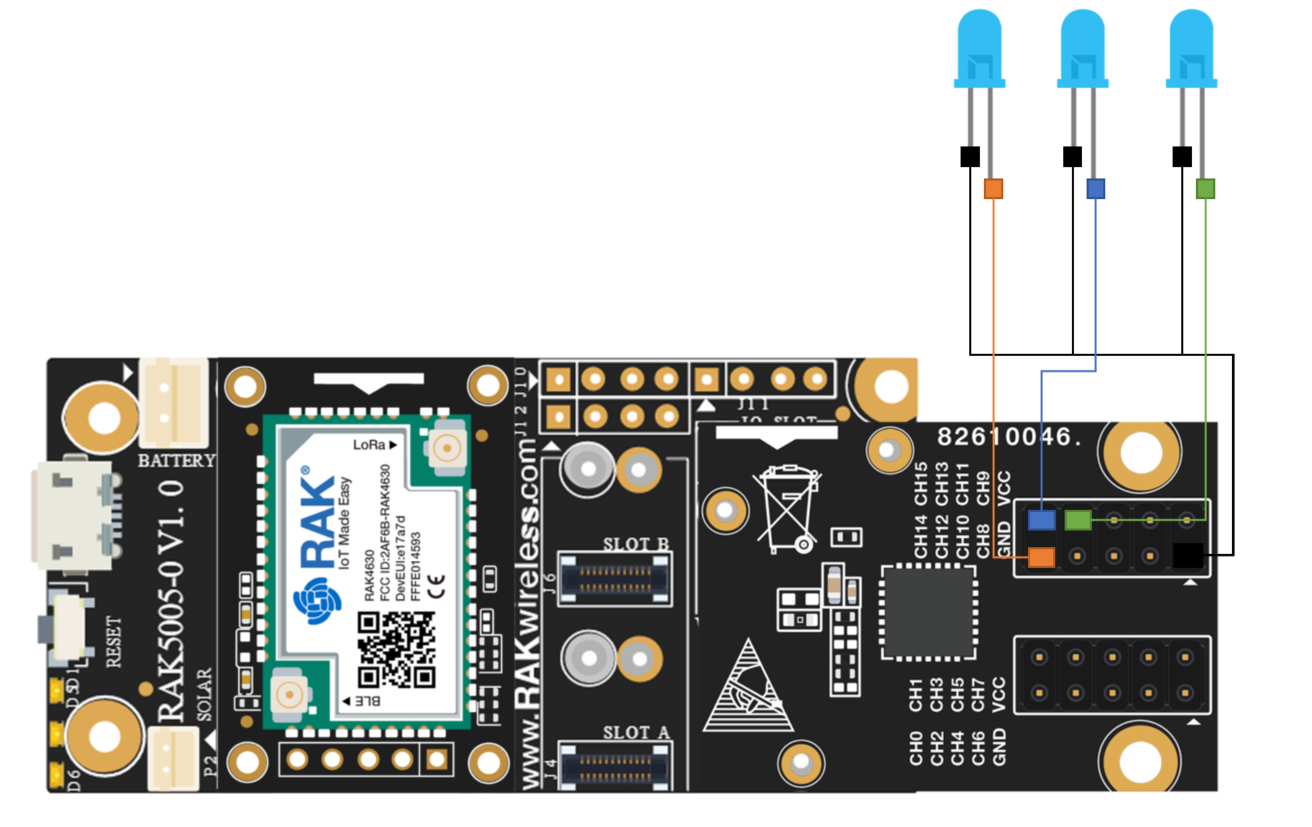 BATTERY
RAK5005-0 V1. 0
RESET
SOLAR
P2
D5
D6
LoRa
RAK®
IoT Made Easy
RAK4630
FCC ID:2AF6B-RAK4630
DevEUI:e17a7d
FFFE014593
CE
BLE
J10
J12
J11
IO SLOT
www.RAKwireless.com
SLOT B
J6
SLOT A
J4
82610046.
CH15 CH13 CH11 CH9 VCC
CH14 CH12 CH10 CH8 GND
CH1 CH3 CH5 CH7 VCC
CH0 CH2 CH4 CH6 GND